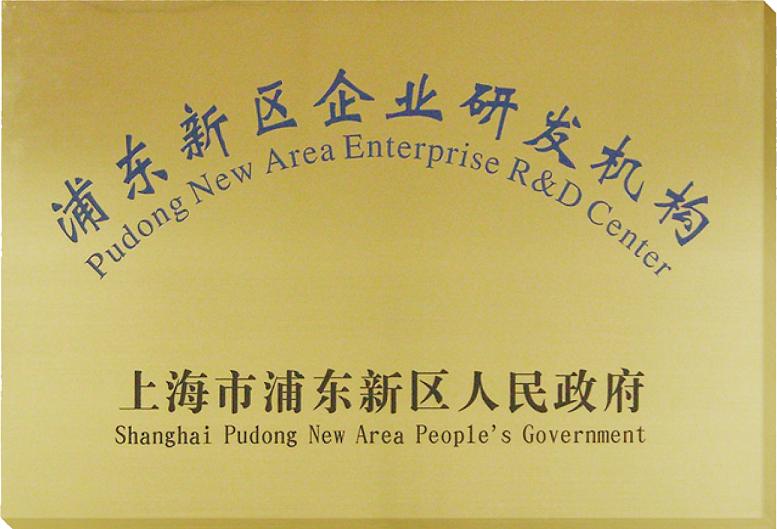 浦东新区企业研发机构
Pudong New Area Enterprise R&D Center
上海市浦东新区人民政府
Shanghai Pudong New Area People's Government